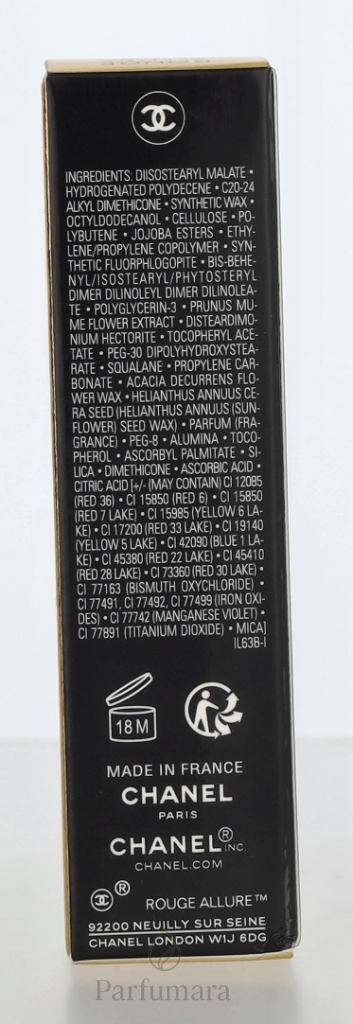 INGREDIENTS: DIISOSTEARYL MALATE •
HYDROGENATED POLYDECENE • C20-24
ALKYL DIMETHICONE • SYNTHETIC WAX •
OCTYLDODECANOL • CELLULOSE • PO-
LYBUTENE • JOJOBA ESTERS • ETHY-
LENE/PROPYLENE COPOLYMER • SYN-
THETIC FLUORPHLOGOPITE • BIS-BEHE-
NYL/ISOSTEARYL/PHYTOSTERYL
DIMER DILINOLEYL DIMER DILINOLEA-
TE • POLYGLYCERIN-3 • PRUNUS MU-
ME FLOWER EXTRACT • DISTEARDIMO-
NIUM HECTORITE • TOCOPHERYL ACE-
TATE • PEG-30 DIPOLYHYDROXYSTEA-
RATE • SQUALANE • PROPYLENE CAR-
BONATE • ACACIA DECURRENS FLO-
WER WAX • HELIANTHUS ANNUUS CE-
RA SEED (HELIANTHUS ANNUUS (SUN-
FLOWER) SEED WAX) • PARFUM (FRA-
GRANCE) • PEG-8 • ALUMINA • TOCO-
PHEROL • ASCORBYL PALMITATE • SI-
LICA • DIMETHICONE • ASCORBIC ACID •
CITRIC ACID [+/- (MAY CONTAIN) CI 12085
(RED 36) • CI 15850 (RED 6) • CI 15850
(RED 7 LAKE) • CI 15985 (YELLOW 6 LA-
KE) • CI 17200 (RED 33 LAKE) • CI 19140
(YELLOW 5 LAKE) • CI 42090 (BLUE 1 LA-
KE) • CI 45380 (RED 22 LAKE) • CI 45410
(RED 28 LAKE) • CI 73360 (RED 30 LAKE) •
CI 77163 (BISMUTH OXYCHLORIDE) •
CI 77491, CI 77492, CI 77499 (IRON OXI-
DES) • CI 77742 (MANGANESE VIOLET) •
CI 77891 (TITANIUM DIOXIDE) • MICA]
IL63B-I
18 M
MADE IN FRANCE
CHANEL
PARIS
CHANEL® INC.
CHANEL.COM
® ROUGE ALLURE™
92200 NEUILLY SUR SEINE
CHANEL LONDON W1J 6DG
Parfumara